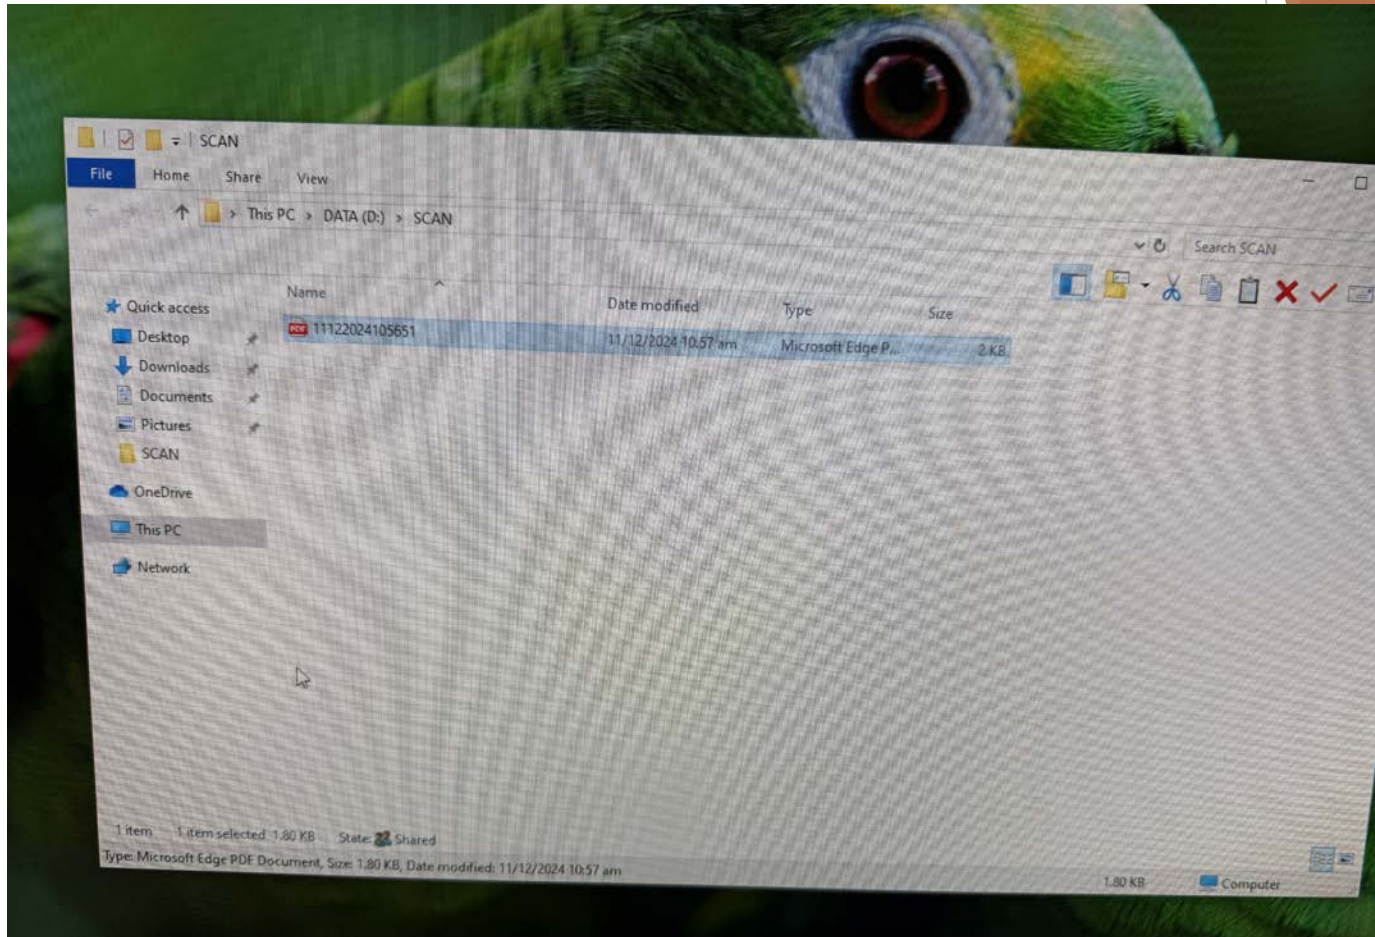 SCAN
File Home Share View
This PC > DATA (D:) > SCAN
Search SCAN
Name Date modified Type Size
PDF 11122024105651 11/12/2024 10:57 am Microsoft Edge P... 2 KB
Quick access
Desktop
Downloads
Documents
Pictures
SCAN
OneDrive
This PC
Network
1 item 1 item selected 1.80 KB State: Shared
Type: Microsoft Edge PDF Document, Size: 1.80 KB, Date modified: 11/12/2024 10:57 am
1.80 KB Computer